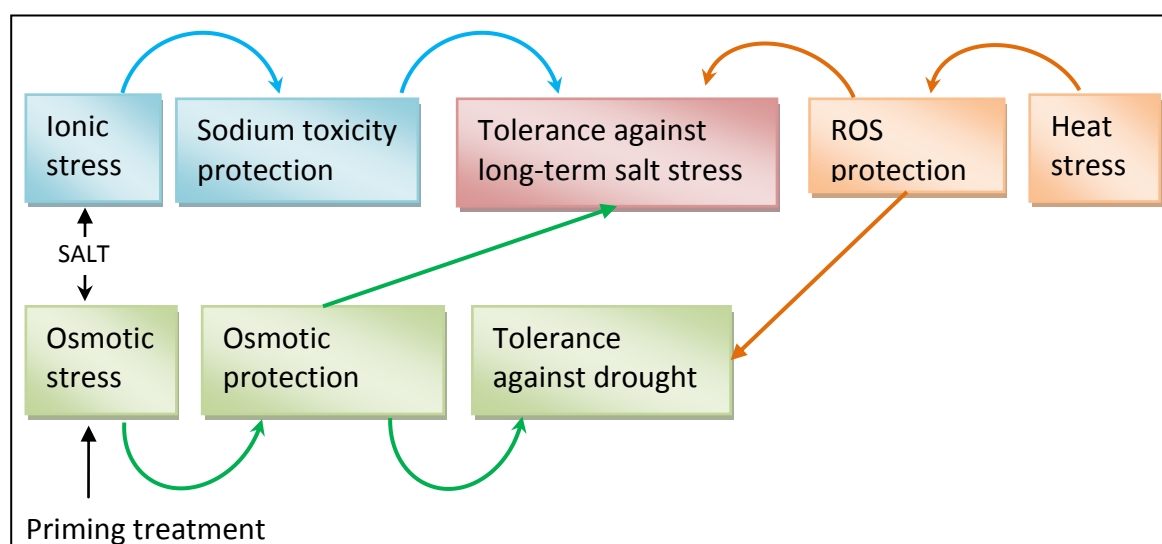 Ionic
stress
Sodium toxicity
protection
Tolerance against
long-term salt stress
ROS
protection
Heat
stress
SALT
Osmotic
stress
Osmotic
protection
Tolerance
against drought
Priming treatment